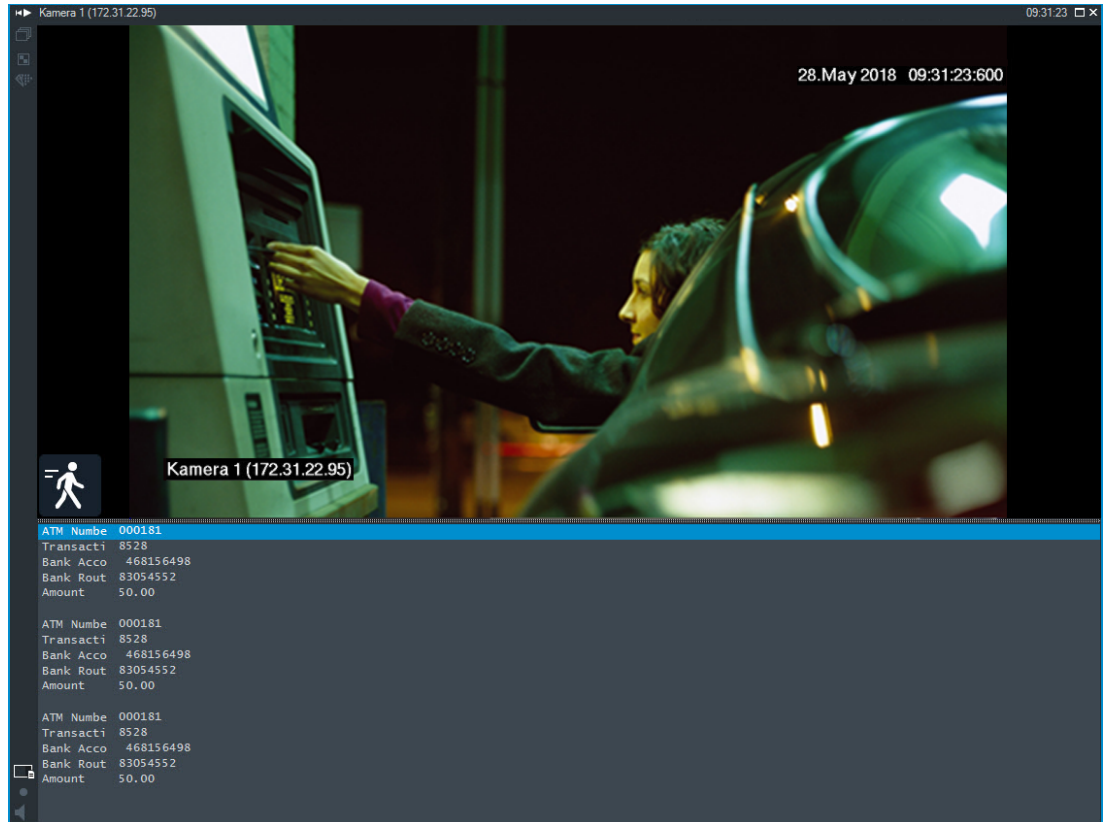 Kamera 1 (172.31.22.95) 09:31:23
28.May 2018 09:31:23:600
Kamera 1 (172.31.22.95)
ATM Numbe 000181
Transacti 8528
Bank Acco 468156498
Bank Rout 83054552
Amount 50.00
ATM Numbe 000181
Transacti 8528
Bank Acco 468156498
Bank Rout 83054552
Amount 50.00
ATM Numbe 000181
Transacti 8528
Bank Acco 468156498
Bank Rout 83054552
Amount 50.00